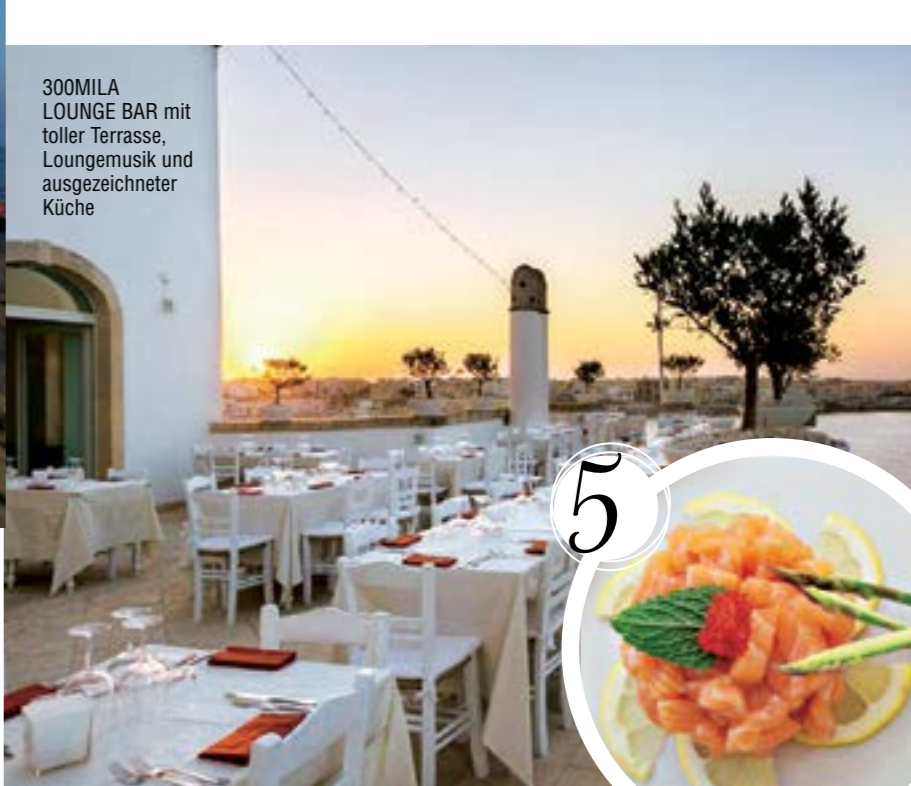 300MILA
LOUNGE BAR mit
toller Terrasse,
Loungemusik und
ausgezeichneter
Küche
5